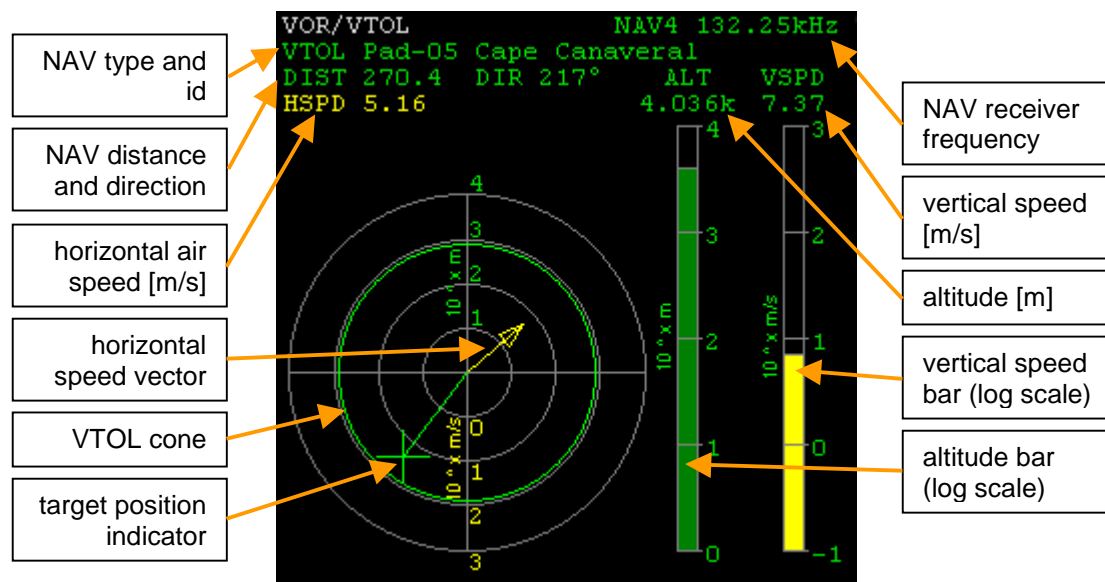 NAV type and
id
NAV distance
and direction
horizontal air
speed [m/s]
horizontal
speed vector
VTOL cone
target position
indicator
VOR/VTOL NAV4 132.25kHz
VTOL Pad-05 Cape Canaveral
DIST 270.4 DIR 217° ALT VSPD
HSPD 5.16 4.036k 7.37
4
3
2
1
10^x m
0
1
2
3
10^x m/s
4
3
2
1
0
10^x m
3
2
1
0
-1
10^x m/s
NAV receiver
frequency
vertical speed
[m/s]
altitude [m]
vertical speed
bar (log scale)
altitude bar
(log scale)